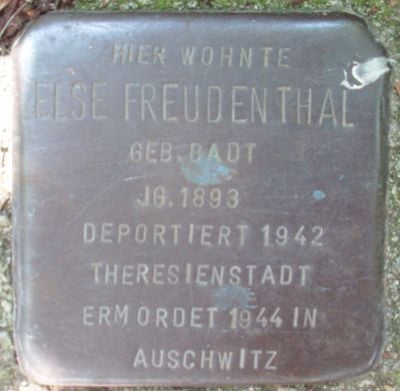 HIER WOHNTE
ELSE FREUDENTHAL
GEB. BADT
JG. 1893
DEPORTIERT 1942
THERESIENSTADT
ERMORDET 1944 IN
AUSCHWITZ